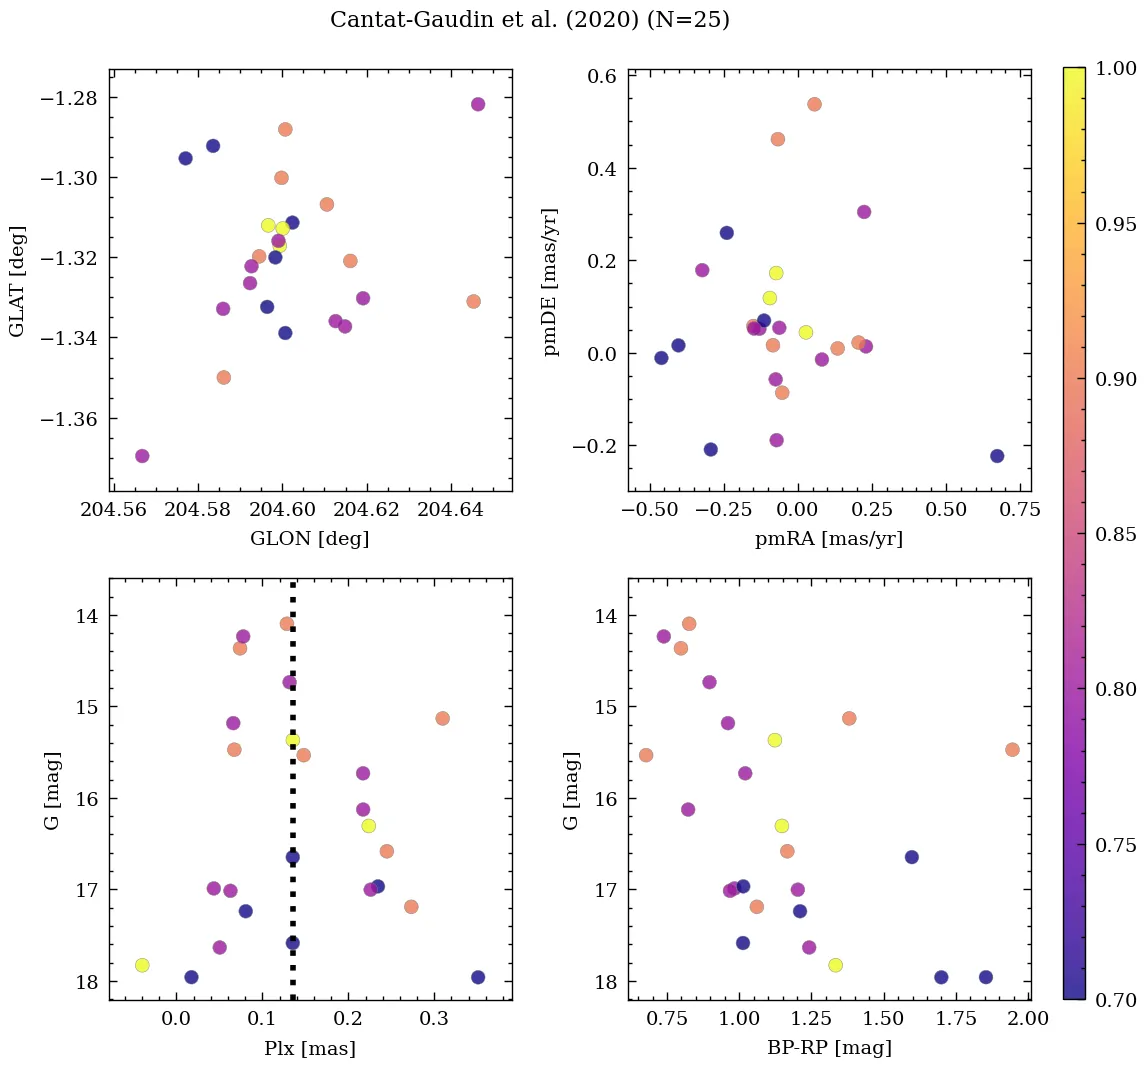 Cantat-Gaudin et al. (2020) (N=25)
−1.28
−1.30
−1.32
−1.34
−1.36
GLAT [deg]
204.56 204.58 204.60 204.62 204.64
GLON [deg]
0.6
0.4
0.2
0.0
−0.2
pmDE [mas/yr]
−0.50 −0.25 0.00 0.25 0.50 0.75
pmRA [mas/yr]
14
15
16
17
18
G [mag]
0.0 0.1 0.2 0.3
Plx [mas]
14
15
16
17
18
G [mag]
0.75 1.00 1.25 1.50 1.75 2.00
BP-RP [mag]
1.00
0.95
0.90
0.85
0.80
0.75
0.70